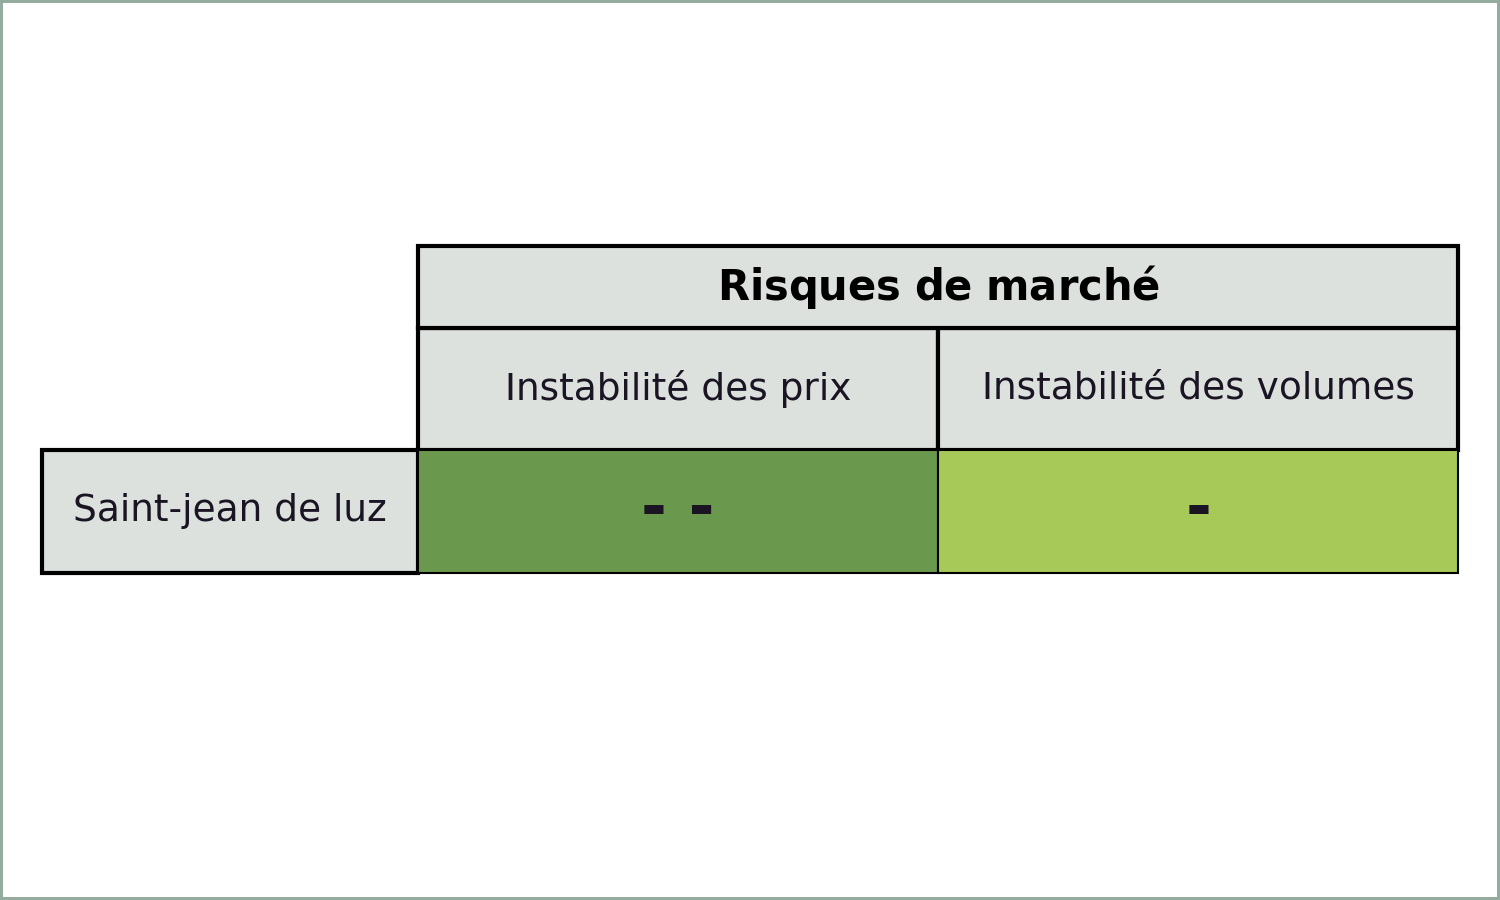 Risques de marché
Instabilité des prix
Instabilité des volumes
Saint-jean de luz
- -
-